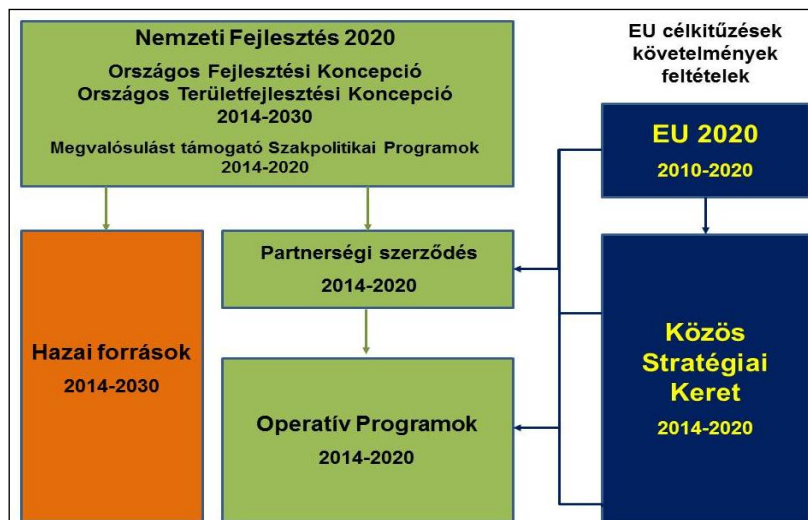 Nemzeti Fejlesztés 2020
Országos Fejlesztési Koncepció
Országos Területfejlesztési Koncepció
2014-2030
Megvalósulást támogató Szakpolitikai Programok
2014-2020
EU célkitűzések
követelmények
feltételek
EU 2020
2010-2020
Hazai források
2014-2030
Partnerségi szerződés
2014-2020
Operatív Programok
2014-2020
Közös
Stratégiai
Keret
2014-2020